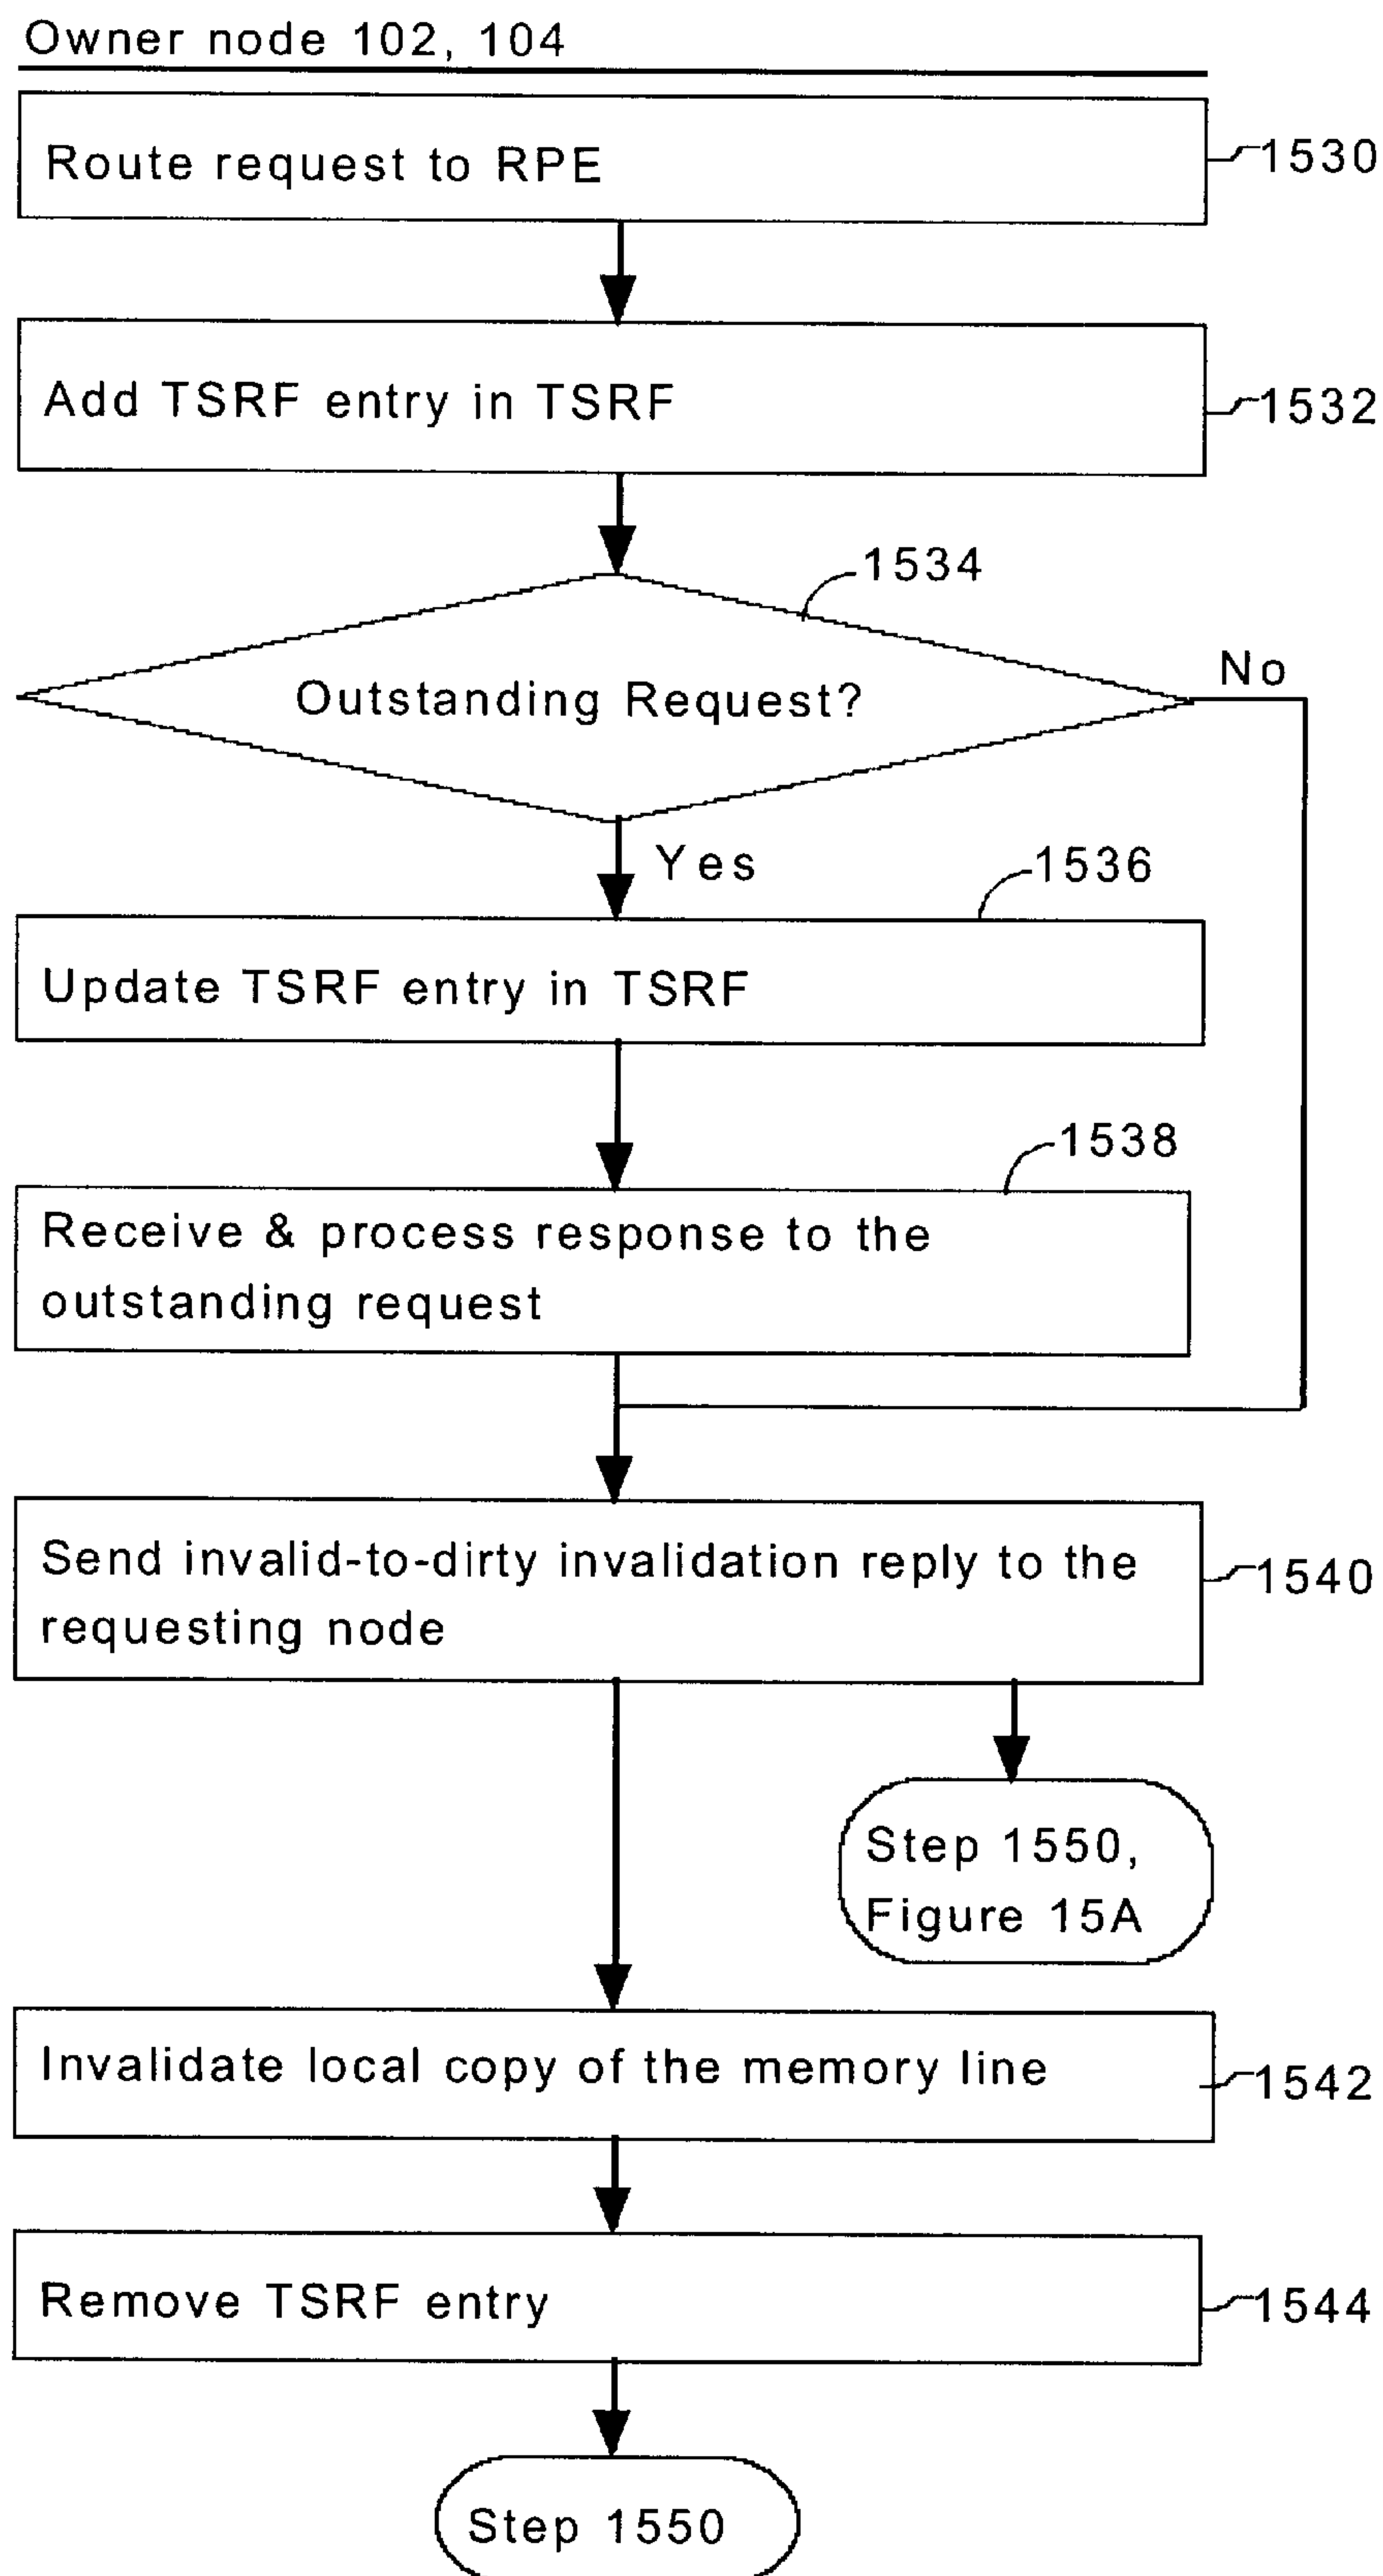 Owner node 102, 104
Route request to RPE
1530
Add TSRF entry in TSRF
1532
1534
Outstanding Request?
No
Yes
1536
Update TSRF entry in TSRF
1538
Receive & process response to the
outstanding request
Send invalid-to-dirty invalidation reply to the
requesting node
1540
Step 1550,
Figure 15A
Invalidate local copy of the memory line
1542
Remove TSRF entry
1544
Step 1550